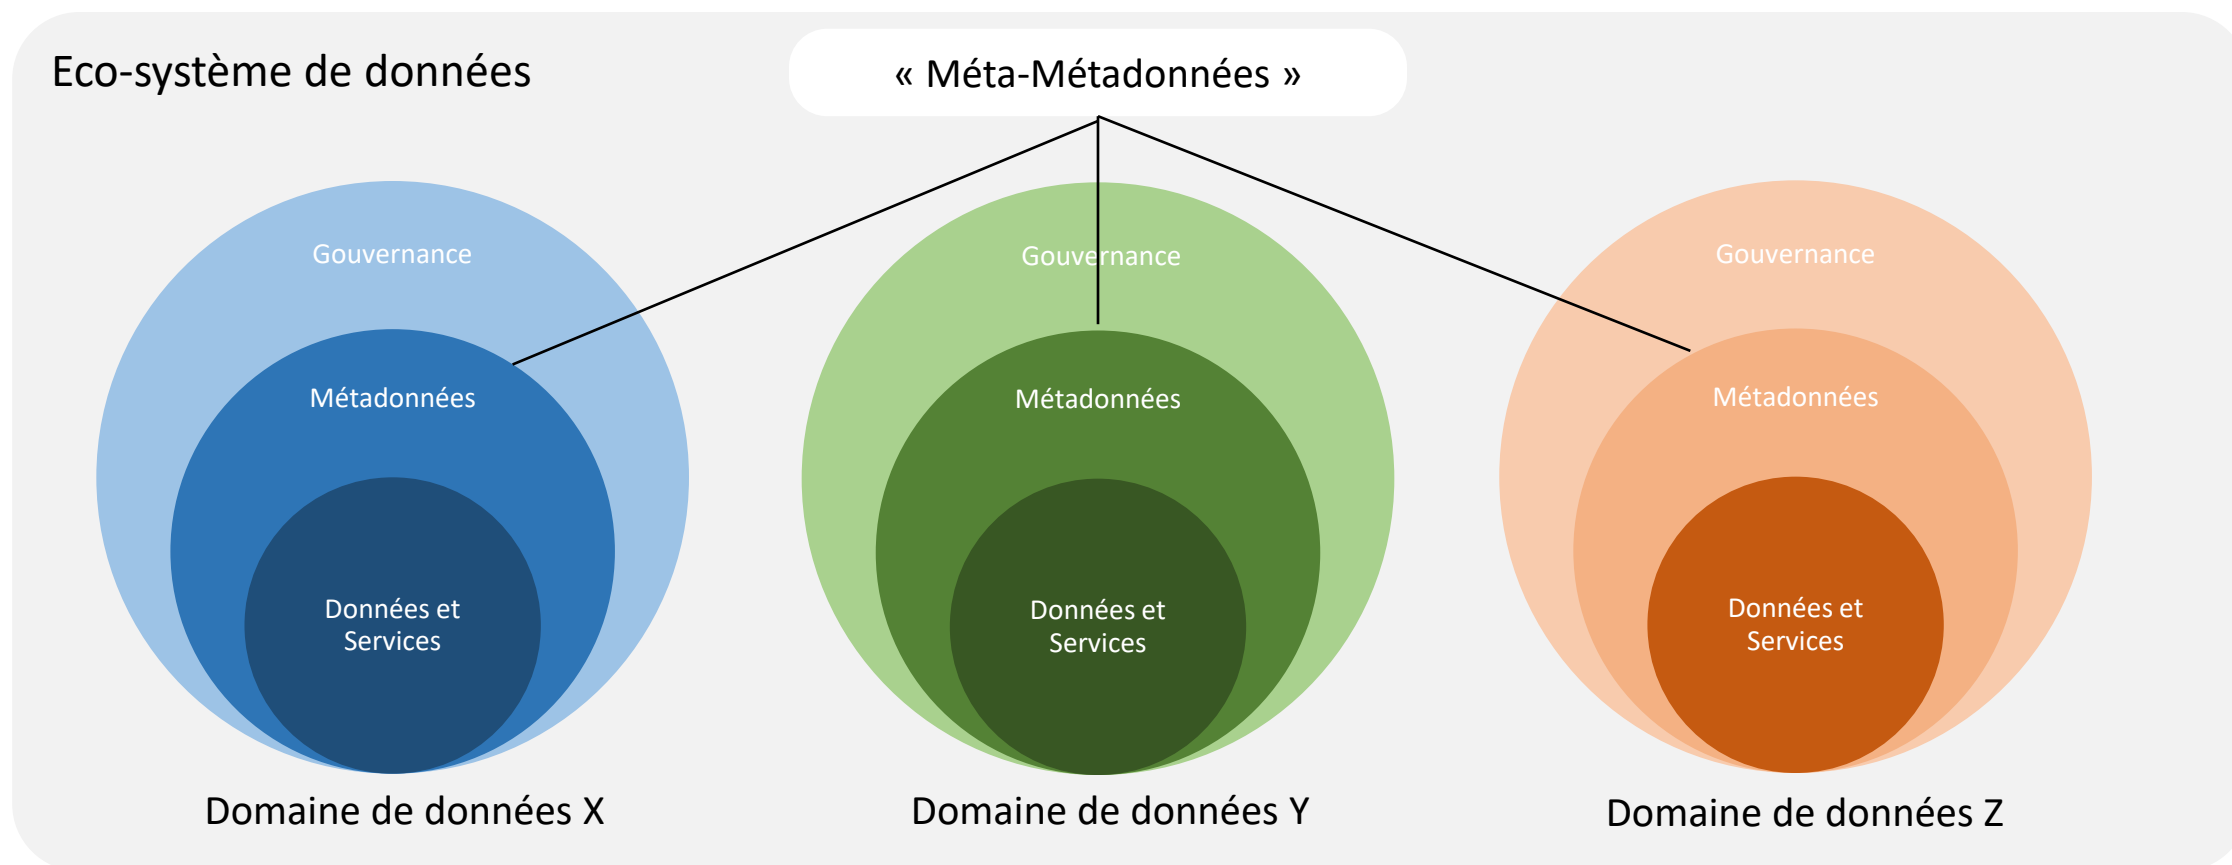 Eco-système de données
« Méta-Métadonnées »
Gouvernance
Métadonnées
Données et
Services
Domaine de données X
Gouvernance
Métadonnées
Données et
Services
Domaine de données Y
Gouvernance
Métadonnées
Données et
Services
Domaine de données Z